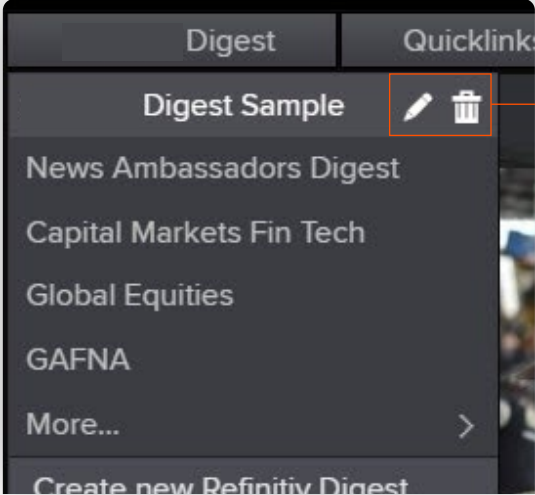 Digest
Quicklinks
Digest Sample
News Ambassadors Digest
Capital Markets Fin Tech
Global Equities
GAFNA
More...
Create new Refinitiv Digest